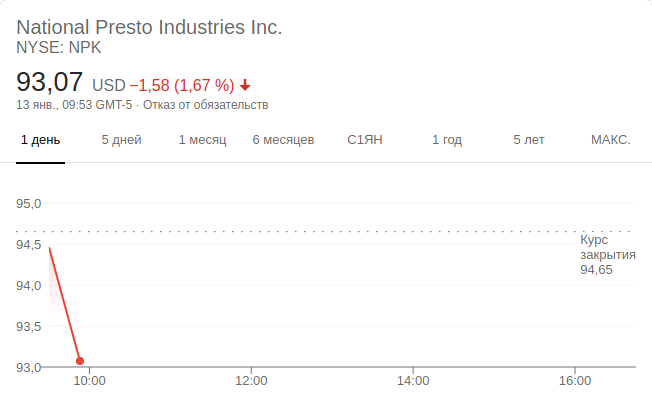 National Presto Industries Inc.
NYSE: NPK
93,07 USD −1,58 (1,67 %)
13 янв., 09:53 GMT-5 · Отказ от обязательств
1 день 5 дней 1 месяц 6 месяцев С1ЯН 1 год 5 лет МАКС.
95,0
94,5
94,0
93,5
93,0
Курс
закрытия
94,65
10:00 12:00 14:00 16:00